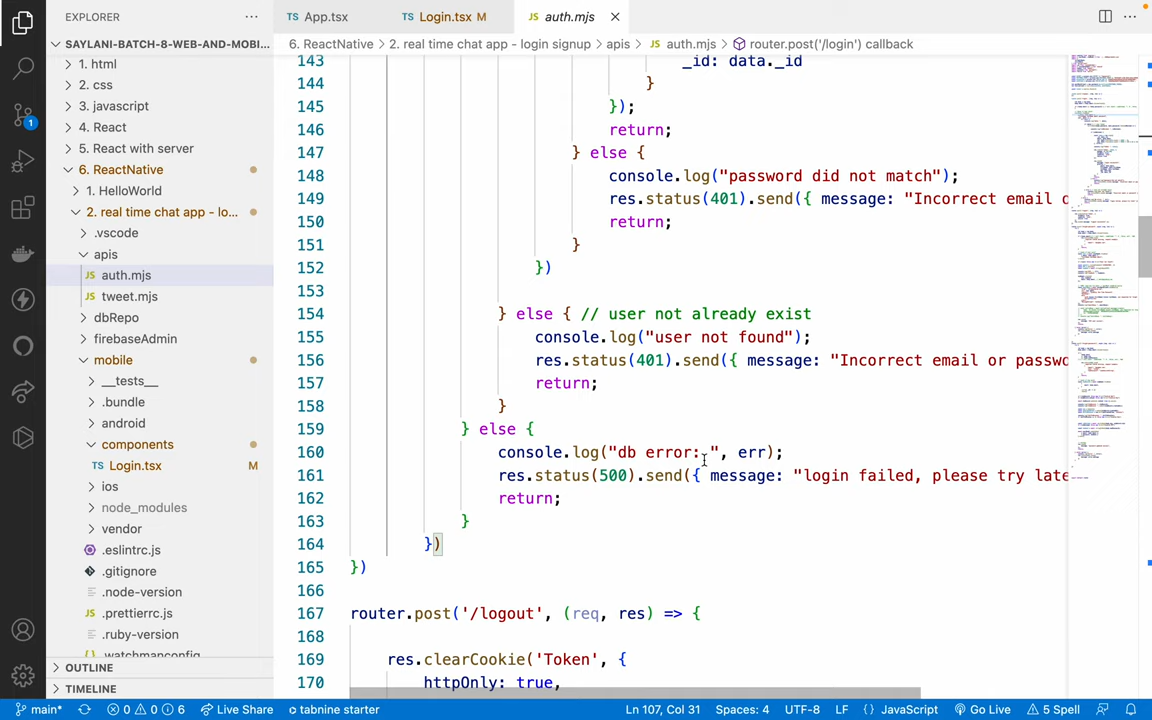 EXPLORER
App.tsx
Login.tsx M
JS auth.mjs
SAYLANI-BATCH-8-WEB-AND-MOBI...
6. ReactNative > 2. real time chat app - login signup > apis > JS auth.mjs > router.post('/login') callback
1. html
2. css
3. javascript
4. React
5. React with server
6. ReactNative
1. HelloWorld
2. real time chat app - lo...
.vscode
apis
JS auth.mjs
JS tweet.mjs
dbRepo
firebaseAdmin
mobile
__tests__
.bundle
android
components
Login.tsx M
ios
node_modules
vendor
.eslintrc.js
.gitignore
.node-version
JS .prettierrc.js
.ruby-version
.watchmanconfig
OUTLINE
TIMELINE
143 _id: data._id
144 }
145 });
146 return;
147 } else {
148 console.log("password did not match");
149 res.status(401).send({ message: "Incorrect email o
150 return;
151 }
152 })
153
154 } else { // user not already exist
155 console.log("user not found");
156 res.status(401).send({ message: "Incorrect email or passwo
157 return;
158 }
159 } else {
160 console.log("db error: ", err);
161 res.status(500).send({ message: "login failed, please try late
162 return;
163 }
164 })
165 })
166
167 router.post('/logout', (req, res) => {
168
169 res.clearCookie('Token', {
170 httpOnly: true,
1
main* 0 0 6 Live Share tabnine starter Ln 107, Col 31 Spaces: 4 UTF-8 LF {} JavaScript Go Live 5 Spell